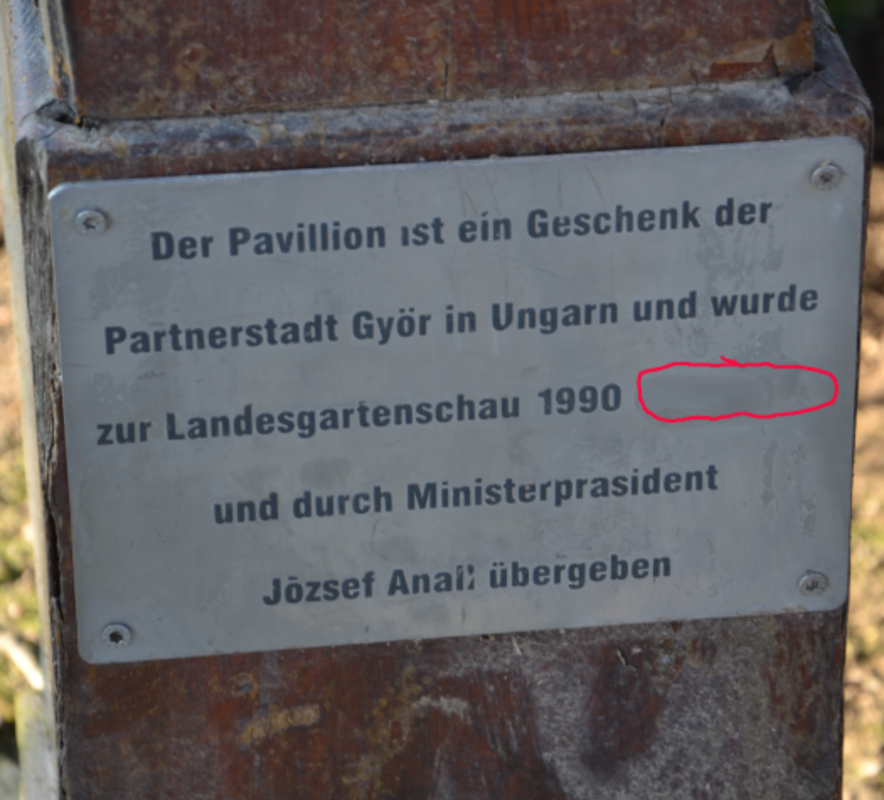 Der Pavillion ist ein Geschenk der
Partnerstadt Györ in Ungarn und wurde
zur Landesgartenschau 1990
und durch Ministerprasident
József übergeben